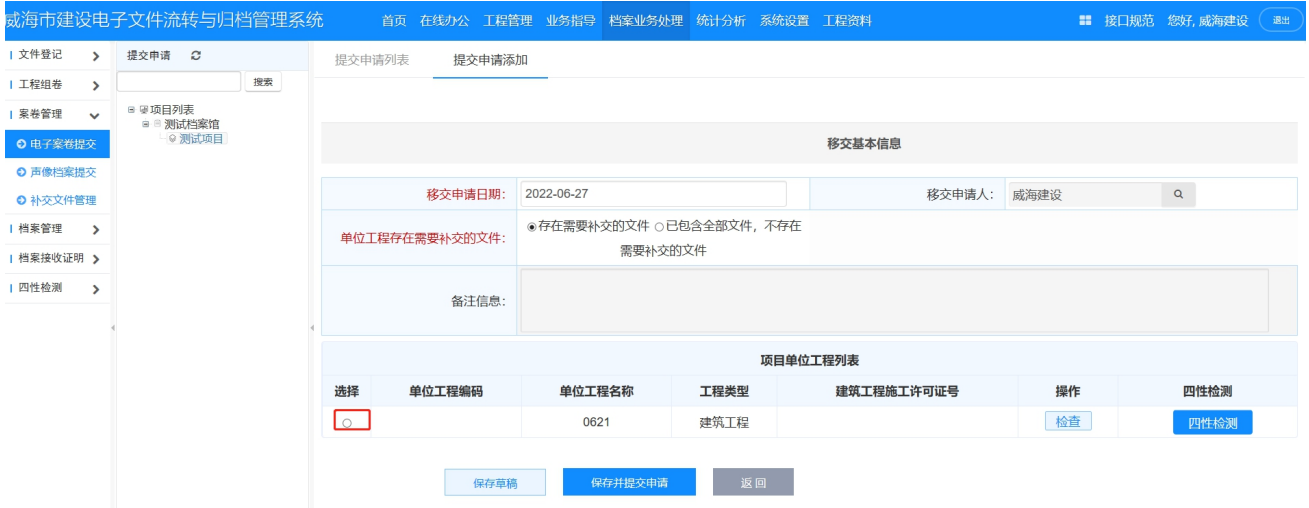 威海市建设电子文件流转与归档管理系统 首页 在线办公 工程管理 业务指导 档案业务处理 统计分析 系统设置 工程资料 接口规范 您好, 威海建设 退出
文件登记
工程组卷
案卷管理
电子案卷提交
声像档案提交
补交文件管理
档案管理
档案接收证明
四性检测
提交申请
搜索
项目列表
测试档案馆
测试项目
提交申请列表 提交申请添加
移交基本信息
移交申请日期: 2022-06-27 移交申请人: 威海建设
单位工程存在需要补交的文件: 存在需要补交的文件 已包含全部文件, 不存在
需要补交的文件
备注信息:
项目单位工程列表
选择 单位工程编码 单位工程名称 工程类型 建筑工程施工许可证号 操作 四性检测
0621 建筑工程 检查 四性检测
保存草稿 保存并提交申请 返回